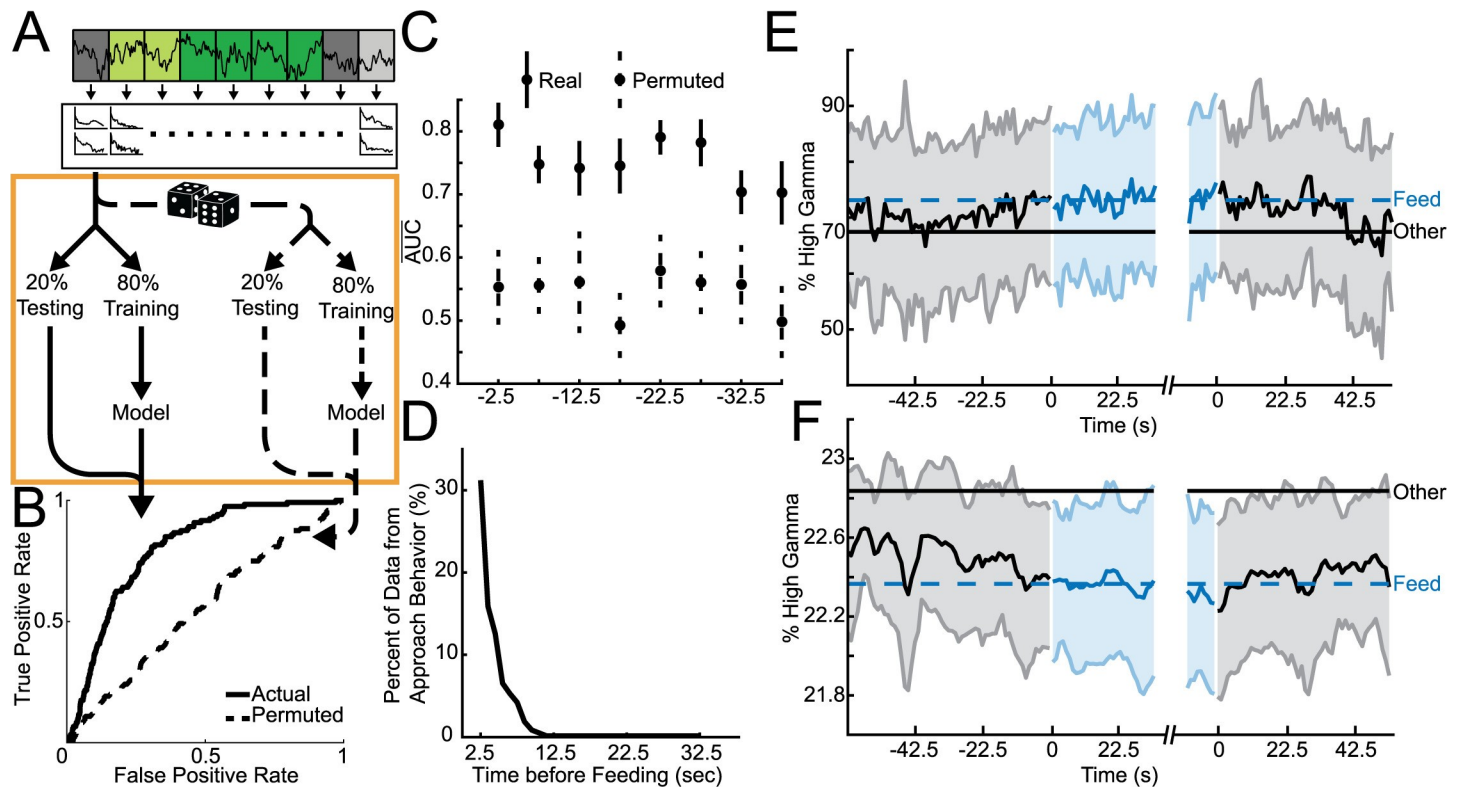 A
20%
Testing
80%
Training
20%
Testing
80%
Training
Model
Model
B
1
0.5
0
0.5
1
True Positive Rate
False Positive Rate
Actual
Permuted
C
Real
Permuted
0.8
0.7
0.6
0.5
0.4
AUC
-2.5
-12.5
-22.5
-32.5
D
30
20
10
0
Percent of Data from
Approach Behavior (%)
2.5
12.5
22.5
32.5
Time before Feeding (sec)
E
90
70
50
% High Gamma
Feed
Other
-42.5
-22.5
0
22.5
0
22.5
42.5
Time (s)
F
23
22.6
22.2
21.8
% High Gamma
Other
Feed
-42.5
-22.5
0
22.5
0
22.5
42.5
Time (s)